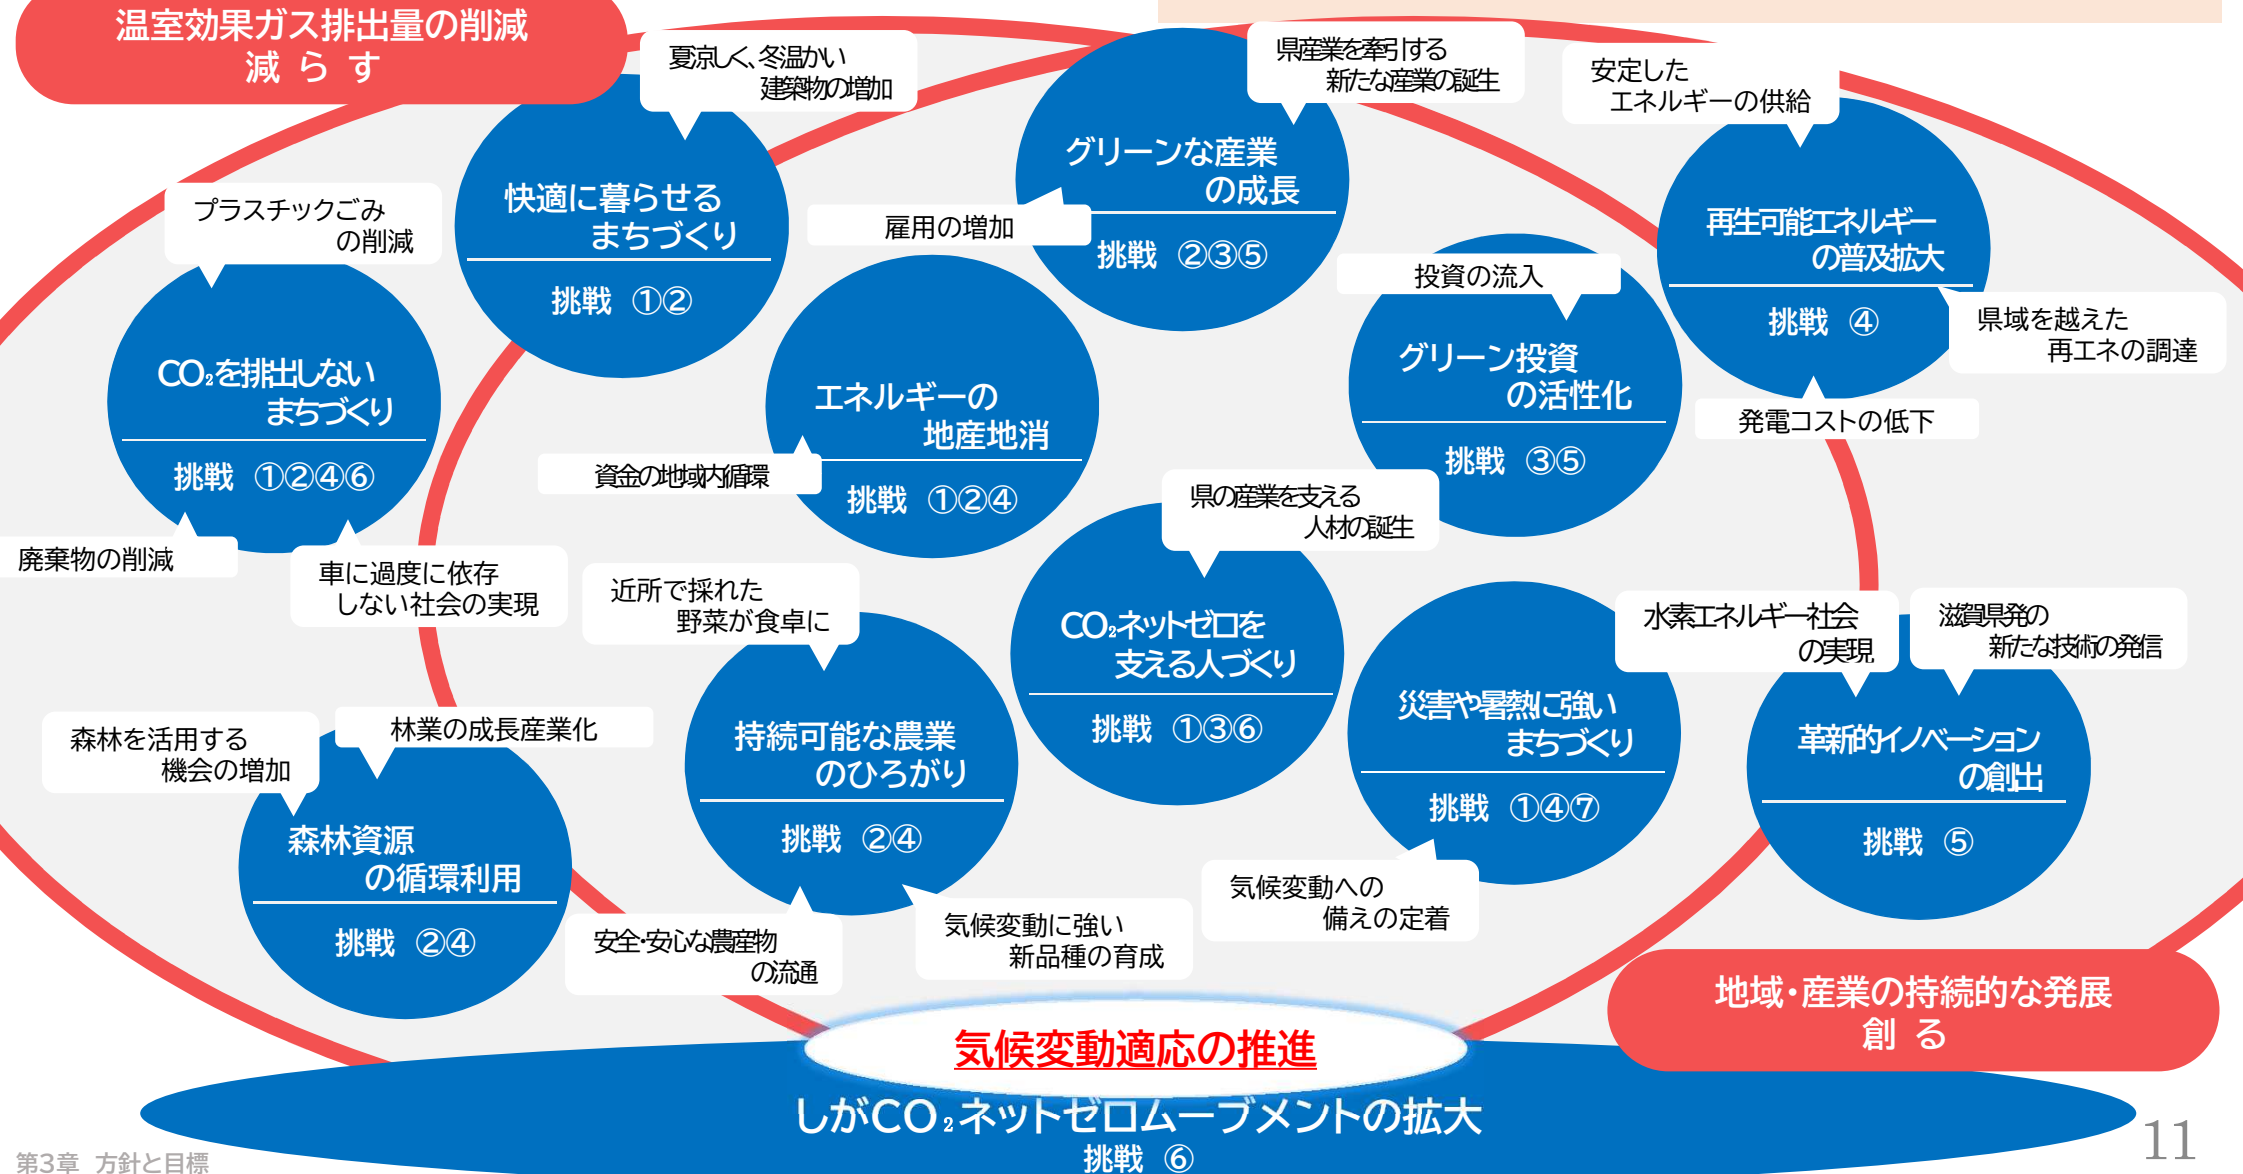 温室効果ガス排出量の削減
減 ら す
夏涼しく、冬温かい
建築物の増加
快適に暮らせる
まちづくり
挑戦 ①②
県産業を牽引する
新たな産業の誕生
グリーンな産業
の成長
挑戦 ②③⑤
雇用の増加
安定した
エネルギーの供給
再生可能エネルギー
の普及拡大
挑戦 ④
県域を越えた
再エネの調達
発電コストの低下
プラスチックごみ
の削減
CO₂を排出しない
まちづくり
挑戦 ①②④⑥
廃棄物の削減
車に過度に依存
しない社会の実現
エネルギーの
地産地消
挑戦 ①②④
資金の地域内循環
投資の流入
グリーン投資
の活性化
挑戦 ③⑤
県の産業を支える
人材の誕生
CO₂ネットゼロを
支える人づくり
挑戦 ①③⑥
近所で採れた
野菜が食卓に
持続可能な農業
のひろがり
挑戦 ②④
安全・安心な農産物
の流通
気候変動に強い
新品種の育成
災害や暑熱に強い
まちづくり
挑戦 ①④⑦
気候変動への
備えの定着
水素エネルギー社会
の実現
滋賀県発の
新たな技術の発信
革新的イノベーション
の創出
挑戦 ⑤
森林を活用する
機会の増加
林業の成長産業化
森林資源
の循環利用
挑戦 ②④
地域・産業の持続的な発展
創 る
気候変動適応の推進
しがCO₂ネットゼロムーブメントの拡大
挑戦 ⑥
第3章 方針と目標
11